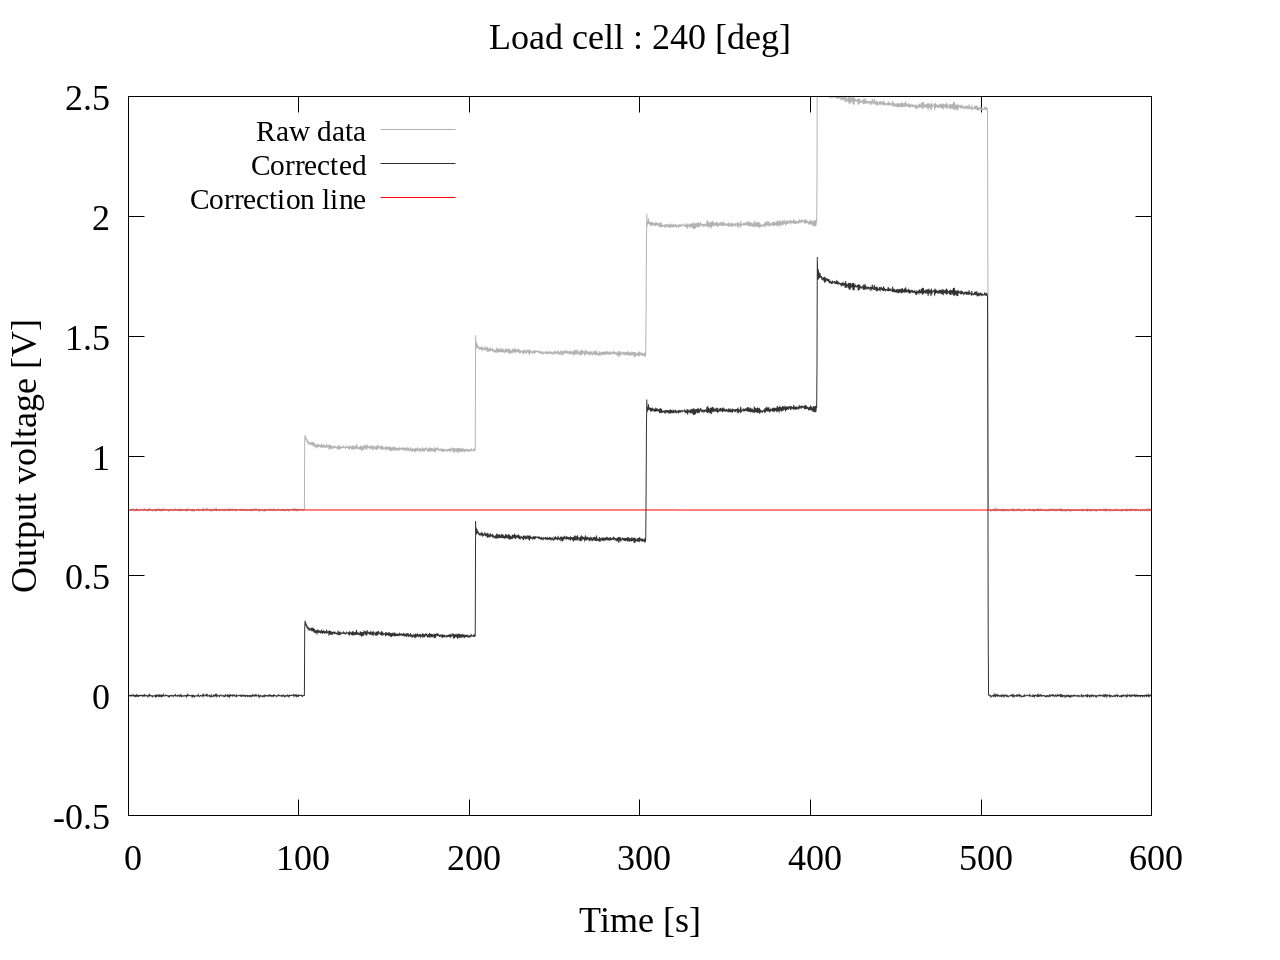 Load cell : 240 [deg]
Raw data
Corrected
Correction line
2.5
2
1.5
1
0.5
0
-0.5
Output voltage [V]
0 100 200 300 400 500 600
Time [s]